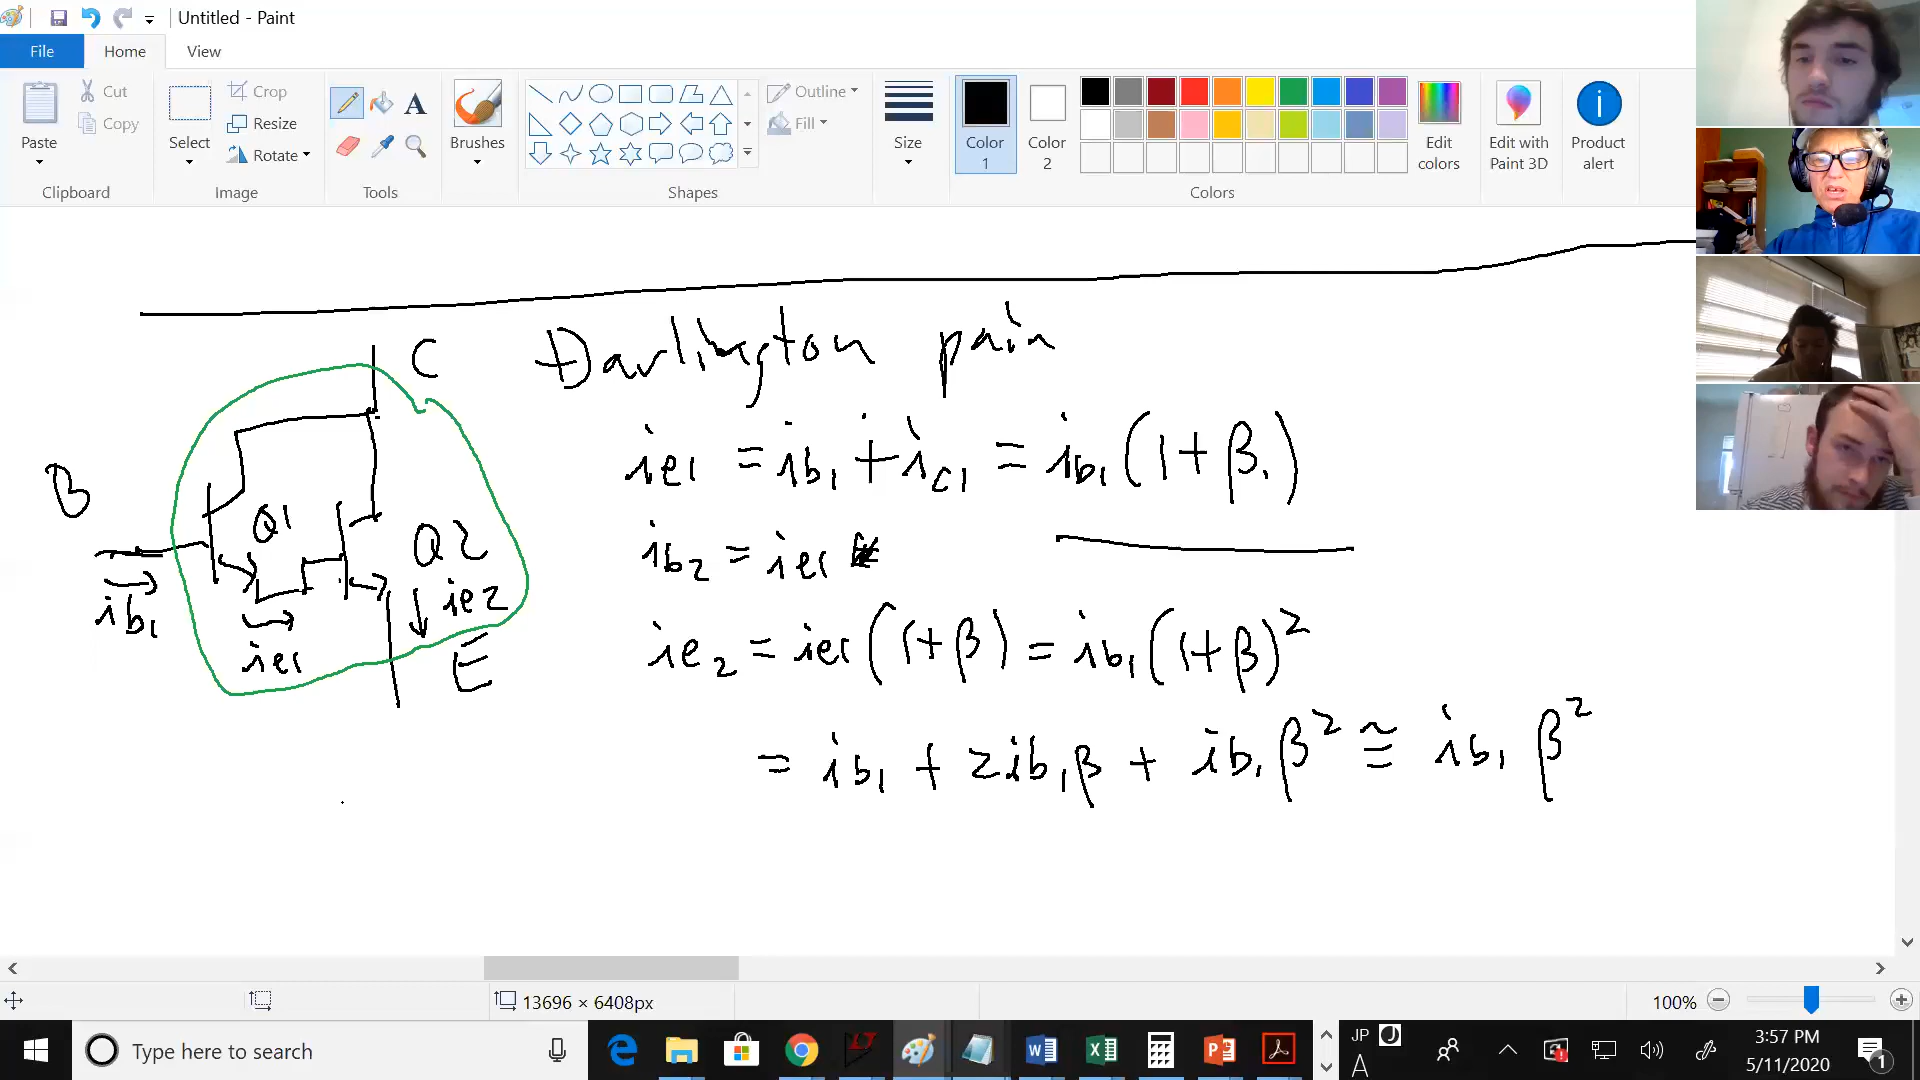 Untitled - Paint
File Home View
Cut
Copy
Paste
Clipboard
Select
Crop
Resize
Rotate
Image
Tools
Brushes
Outline
Fill
Shapes
Size
Color 1
Color 2
Edit colors
Colors
Edit with Paint 3D
Product alert
Darlington pair
C
B
Q1
Q2
ib1
ie1
ie2
E
ie1 = ib1 + ic1 = ib1 (1 + β1)
ib2 = ie1
ie2 = ie1 (1 + β) = ib1 (1 + β)²
= ib1 + 2ib1β + ib1β² ≅ ib1 β²
13696 × 6408px
100%
Type here to search
JP
A
3:57 PM
5/11/2020
1